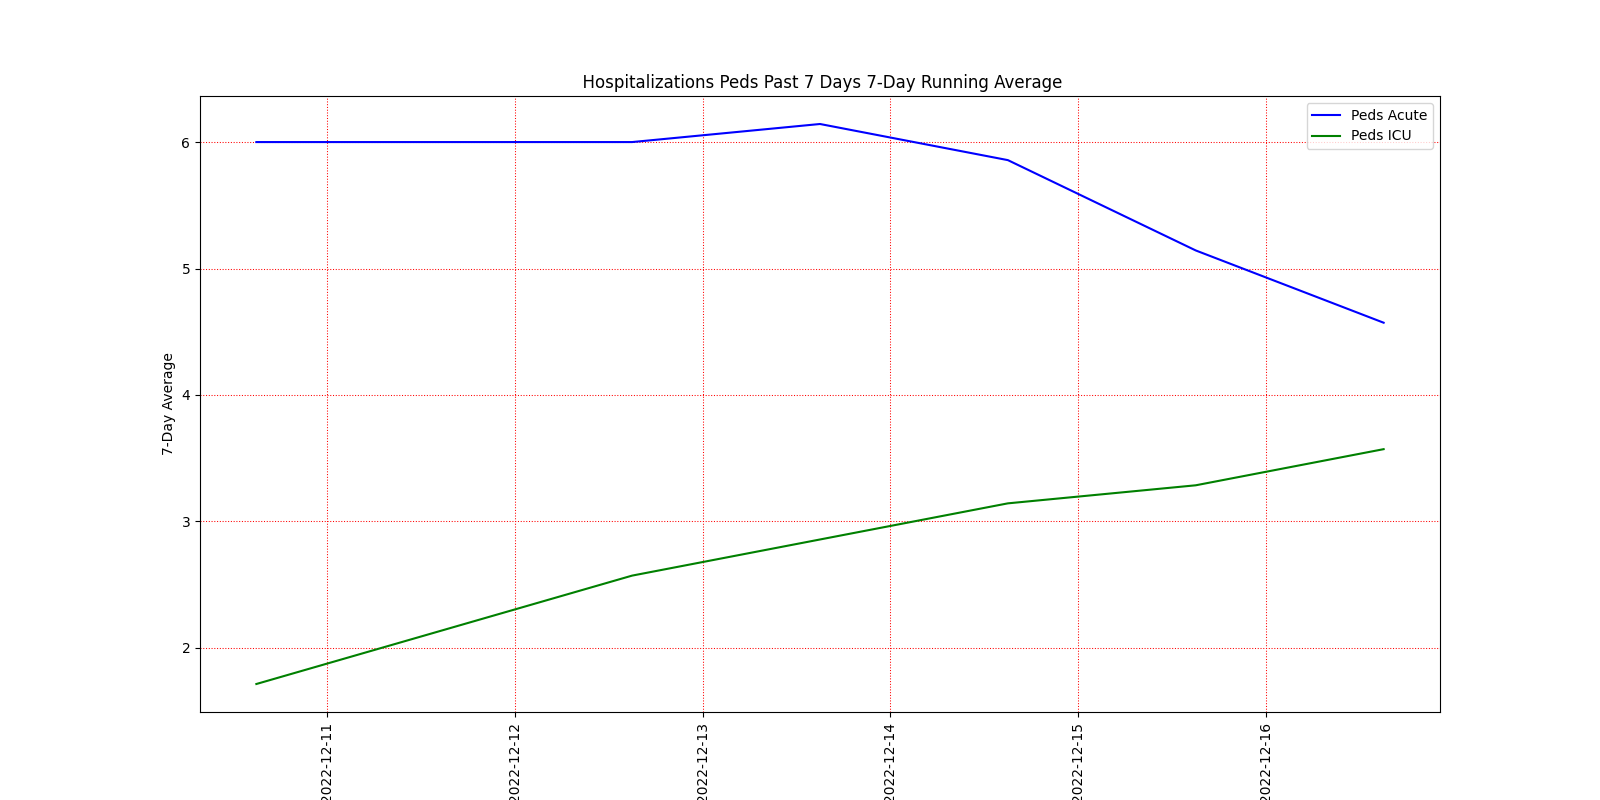 Hospitalizations Peds Past 7 Days 7-Day Running Average
Peds Acute
Peds ICU
7-Day Average
6
5
4
3
2
2022-12-11
2022-12-12
2022-12-13
2022-12-14
2022-12-15
2022-12-16